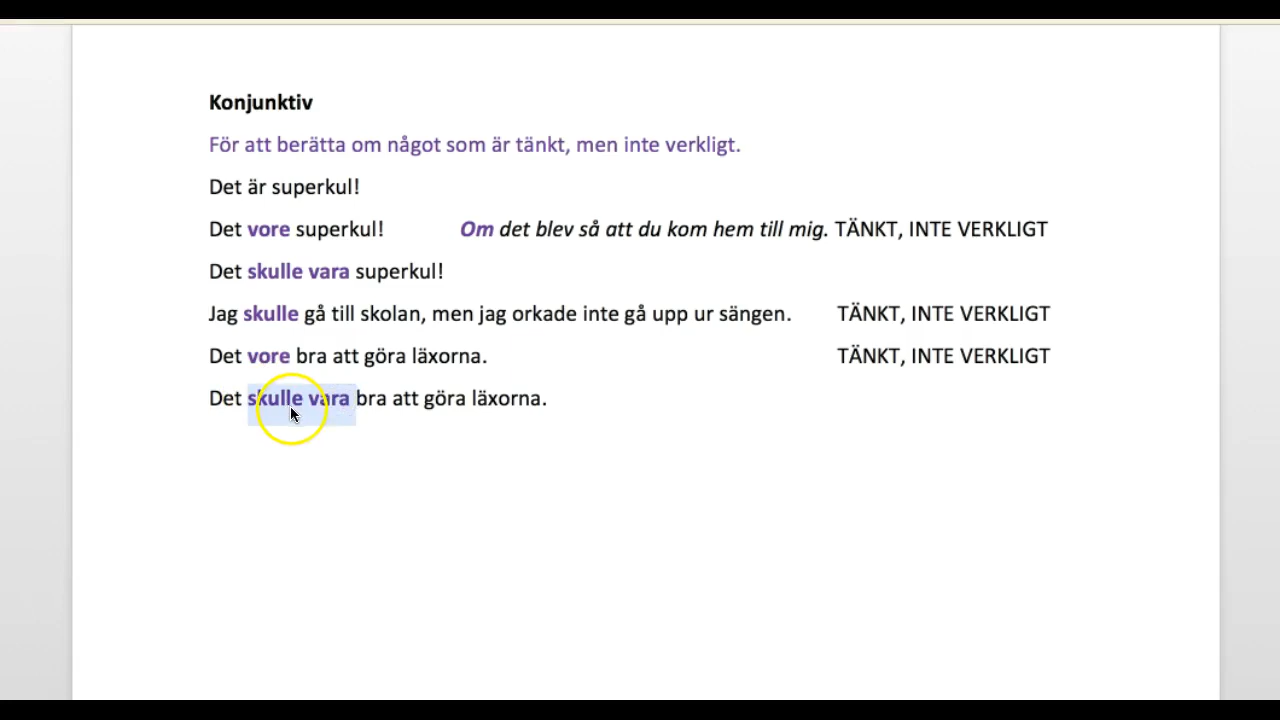 Konjunktiv
För att berätta om något som är tänkt, men inte verkligt.
Det är superkul!
Det vore superkul! Om det blev så att du kom hem till mig. TÄNKT, INTE VERKLIGT
Det skulle vara superkul!
Jag skulle gå till skolan, men jag orkade inte gå upp ur sängen. TÄNKT, INTE VERKLIGT
Det vore bra att göra läxorna. TÄNKT, INTE VERKLIGT
Det skulle vara bra att göra läxorna.